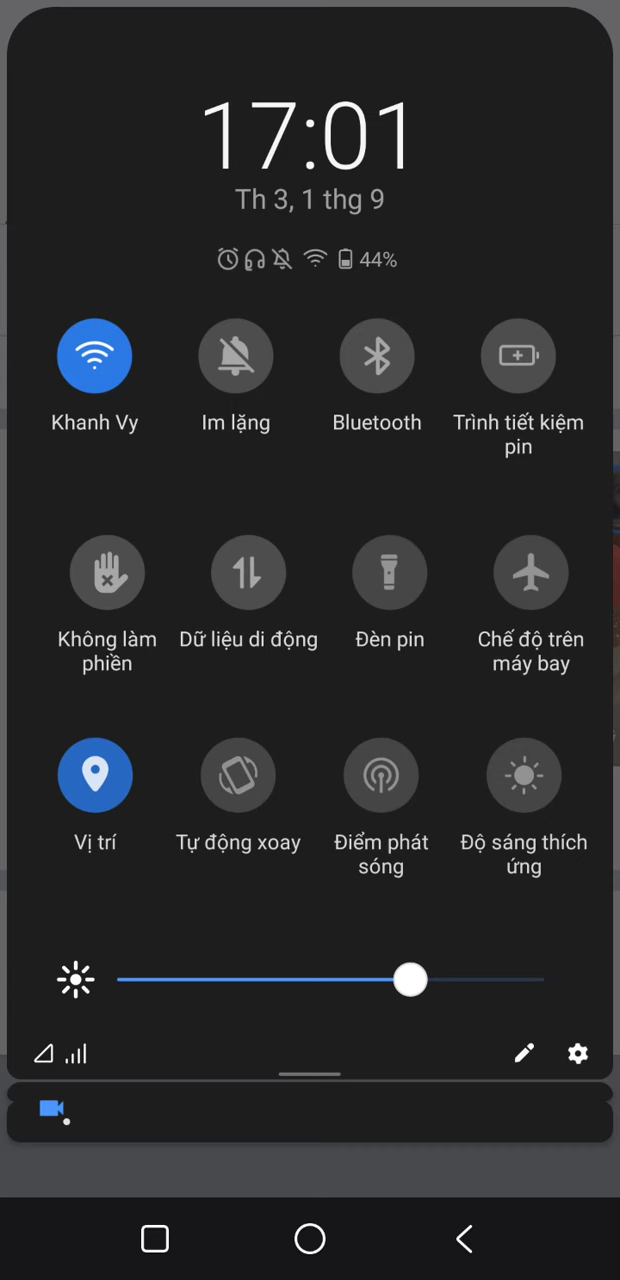 17:01
Th 3, 1 thg 9
44%
Khanh Vy
Im lặng
Bluetooth
Trình tiết kiệm
pin
Không làm
phiền
Dữ liệu di động
Đèn pin
Chế độ trên
máy bay
Vị trí
Tự động xoay
Điểm phát
sóng
Độ sáng thích
ứng